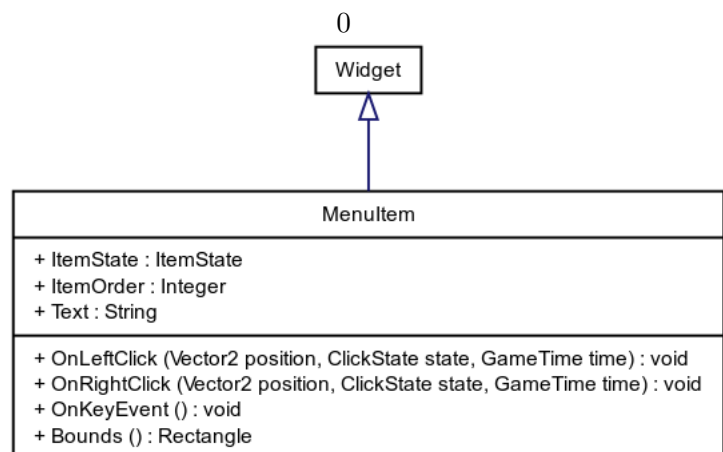 0
Widget
MenuItem
+ ItemState : ItemState
+ ItemOrder : Integer
+ Text : String
+ OnLeftClick (Vector2 position, ClickState state, GameTime time) : void
+ OnRightClick (Vector2 position, ClickState state, GameTime time) : void
+ OnKeyEvent () : void
+ Bounds () : Rectangle